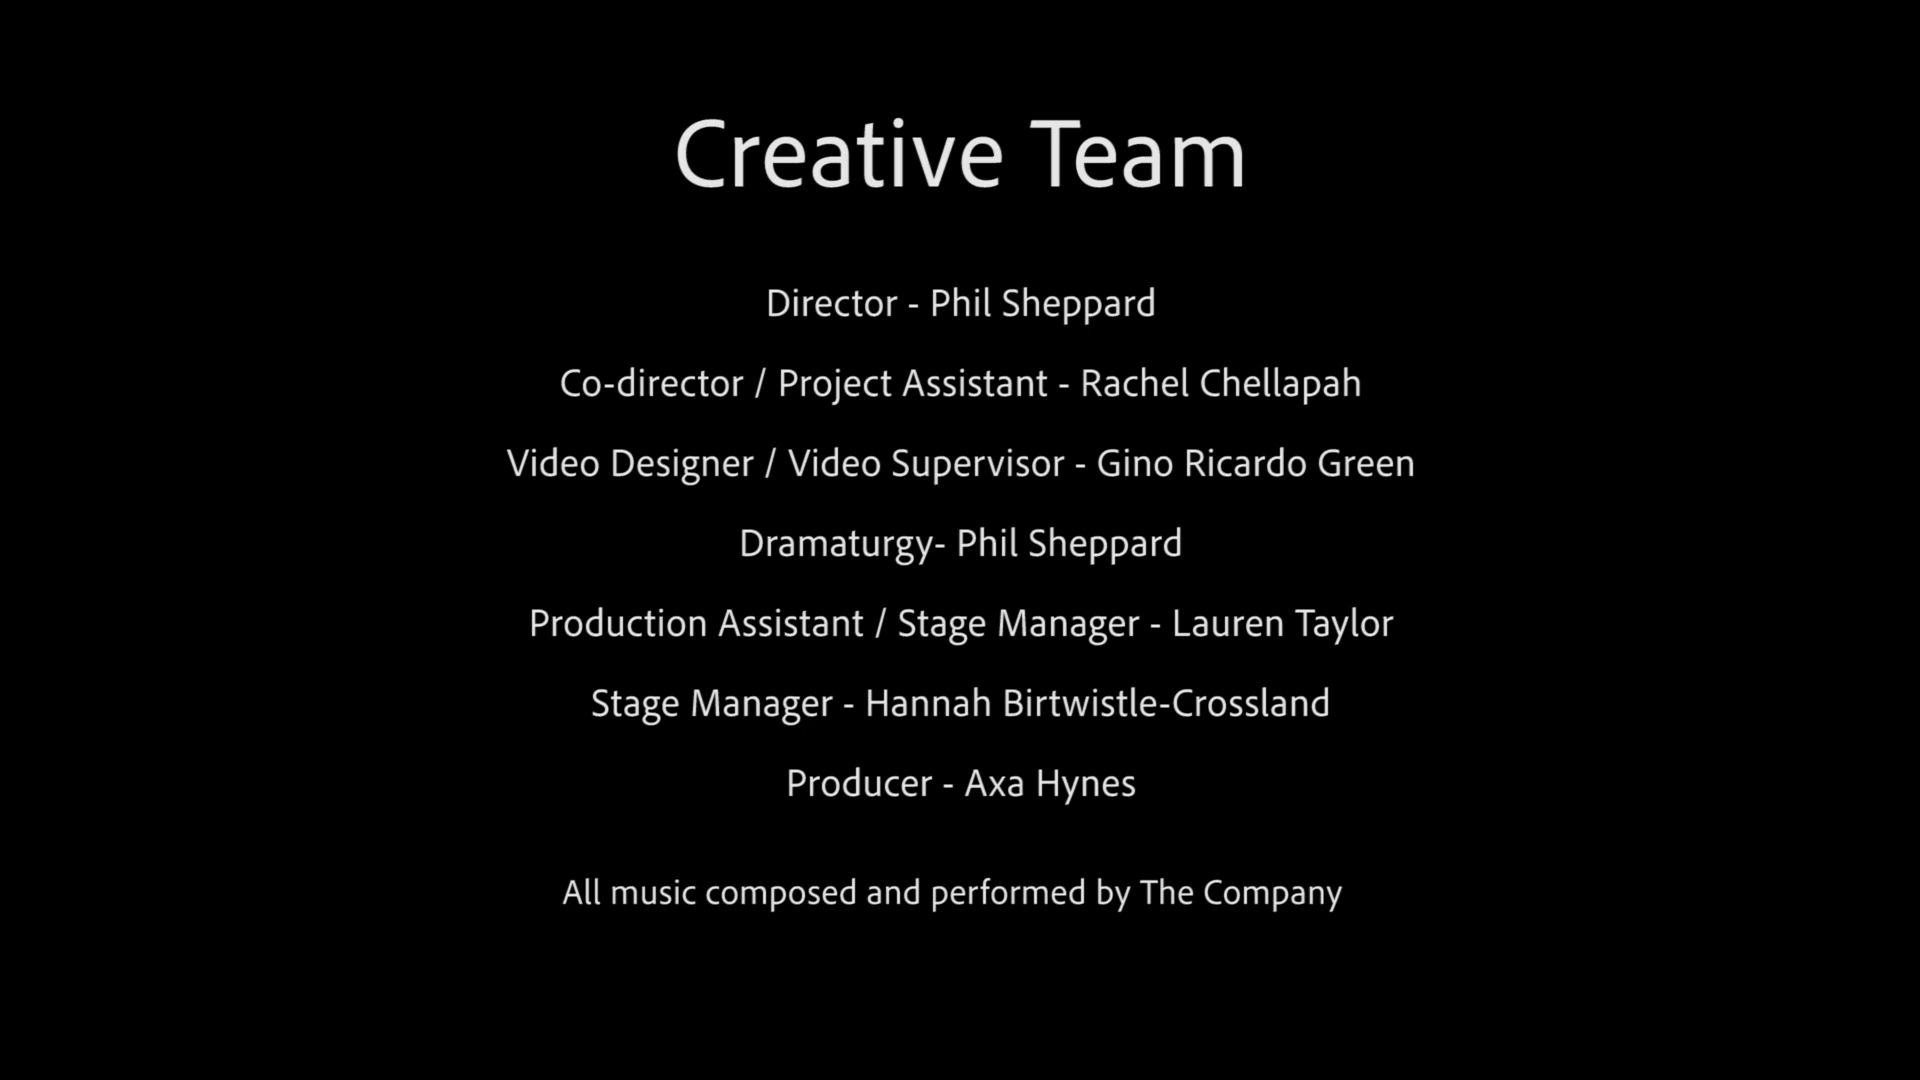 Creative Team
Director - Phil Sheppard
Co-director / Project Assistant - Rachel Chellapah
Video Designer / Video Supervisor - Gino Ricardo Green
Dramaturgy- Phil Sheppard
Production Assistant / Stage Manager - Lauren Taylor
Stage Manager - Hannah Birtwistle-Crossland
Producer - Axa Hynes
All music composed and performed by The Company